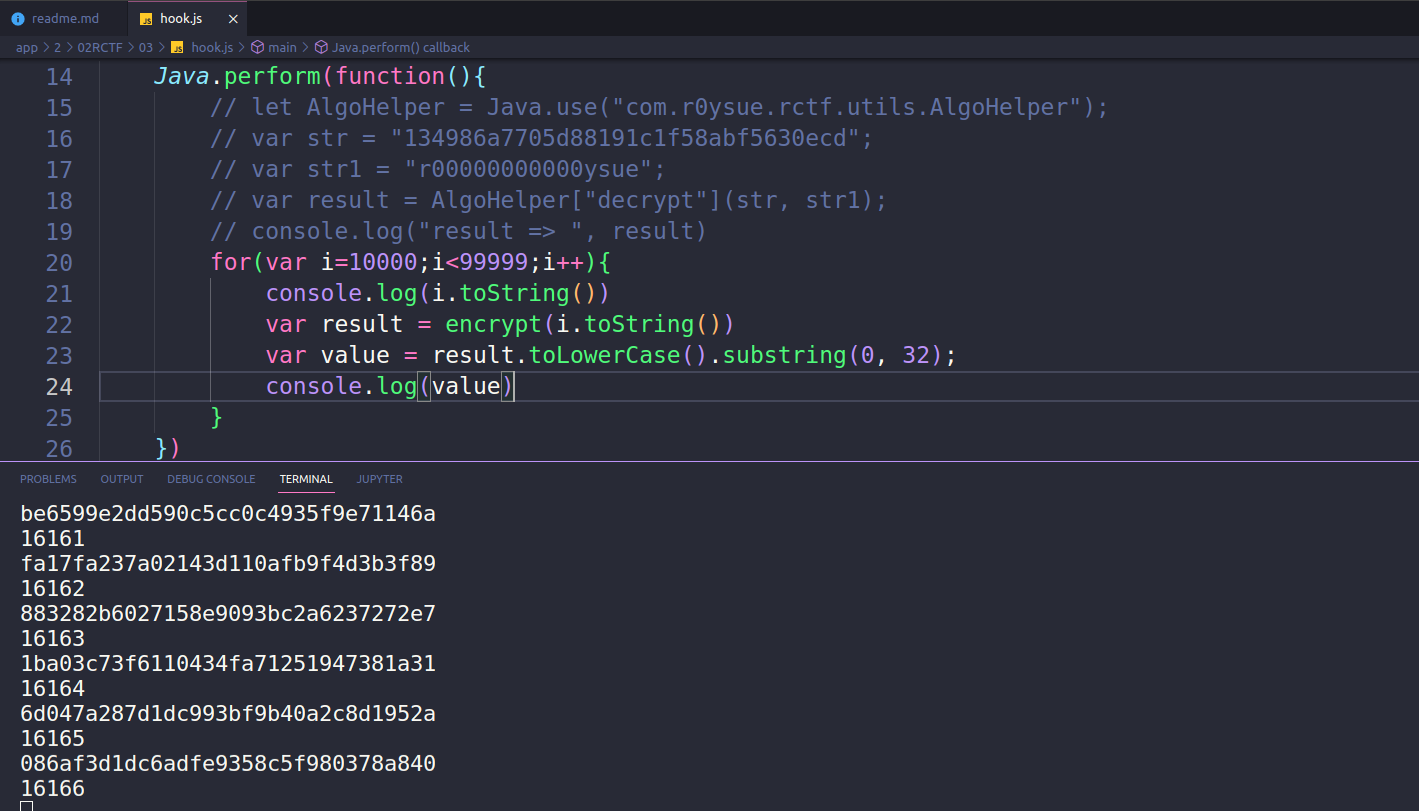 readme.md hook.js
app > 2 > 02RCTF > 03 > hook.js > main > Java.perform() callback
14 Java.perform(function(){
15 // let AlgoHelper = Java.use("com.r0ysue.rctf.utils.AlgoHelper");
16 // var str = "134986a7705d88191c1f58abf5630ecd";
17 // var str1 = "r00000000000ysue";
18 // var result = AlgoHelper["decrypt"](str, str1);
19 // console.log("result => ", result)
20 for(var i=10000;i<99999;i++){
21 console.log(i.toString())
22 var result = encrypt(i.toString())
23 var value = result.toLowerCase().substring(0, 32);
24 console.log(value)
25 }
26 })
PROBLEMS OUTPUT DEBUG CONSOLE TERMINAL JUPYTER
be6599e2dd590c5cc0c4935f9e71146a
16161
fa17fa237a02143d110afb9f4d3b3f89
16162
883282b6027158e9093bc2a6237272e7
16163
1ba03c73f6110434fa71251947381a31
16164
6d047a287d1dc993bf9b40a2c8d1952a
16165
086af3d1dc6adfe9358c5f980378a840
16166